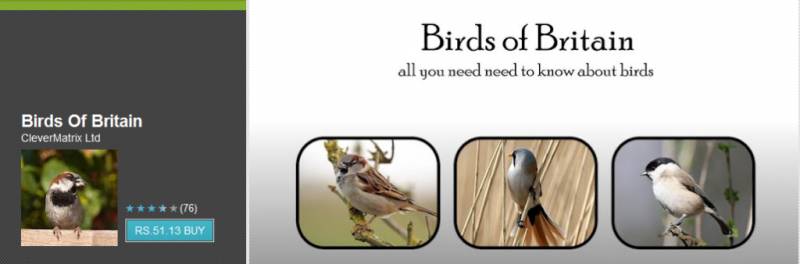 Birds Of Britain
CleverMatrix Ltd
(76)
RS.51.13 BUY
Birds of Britain
all you need need to know about birds